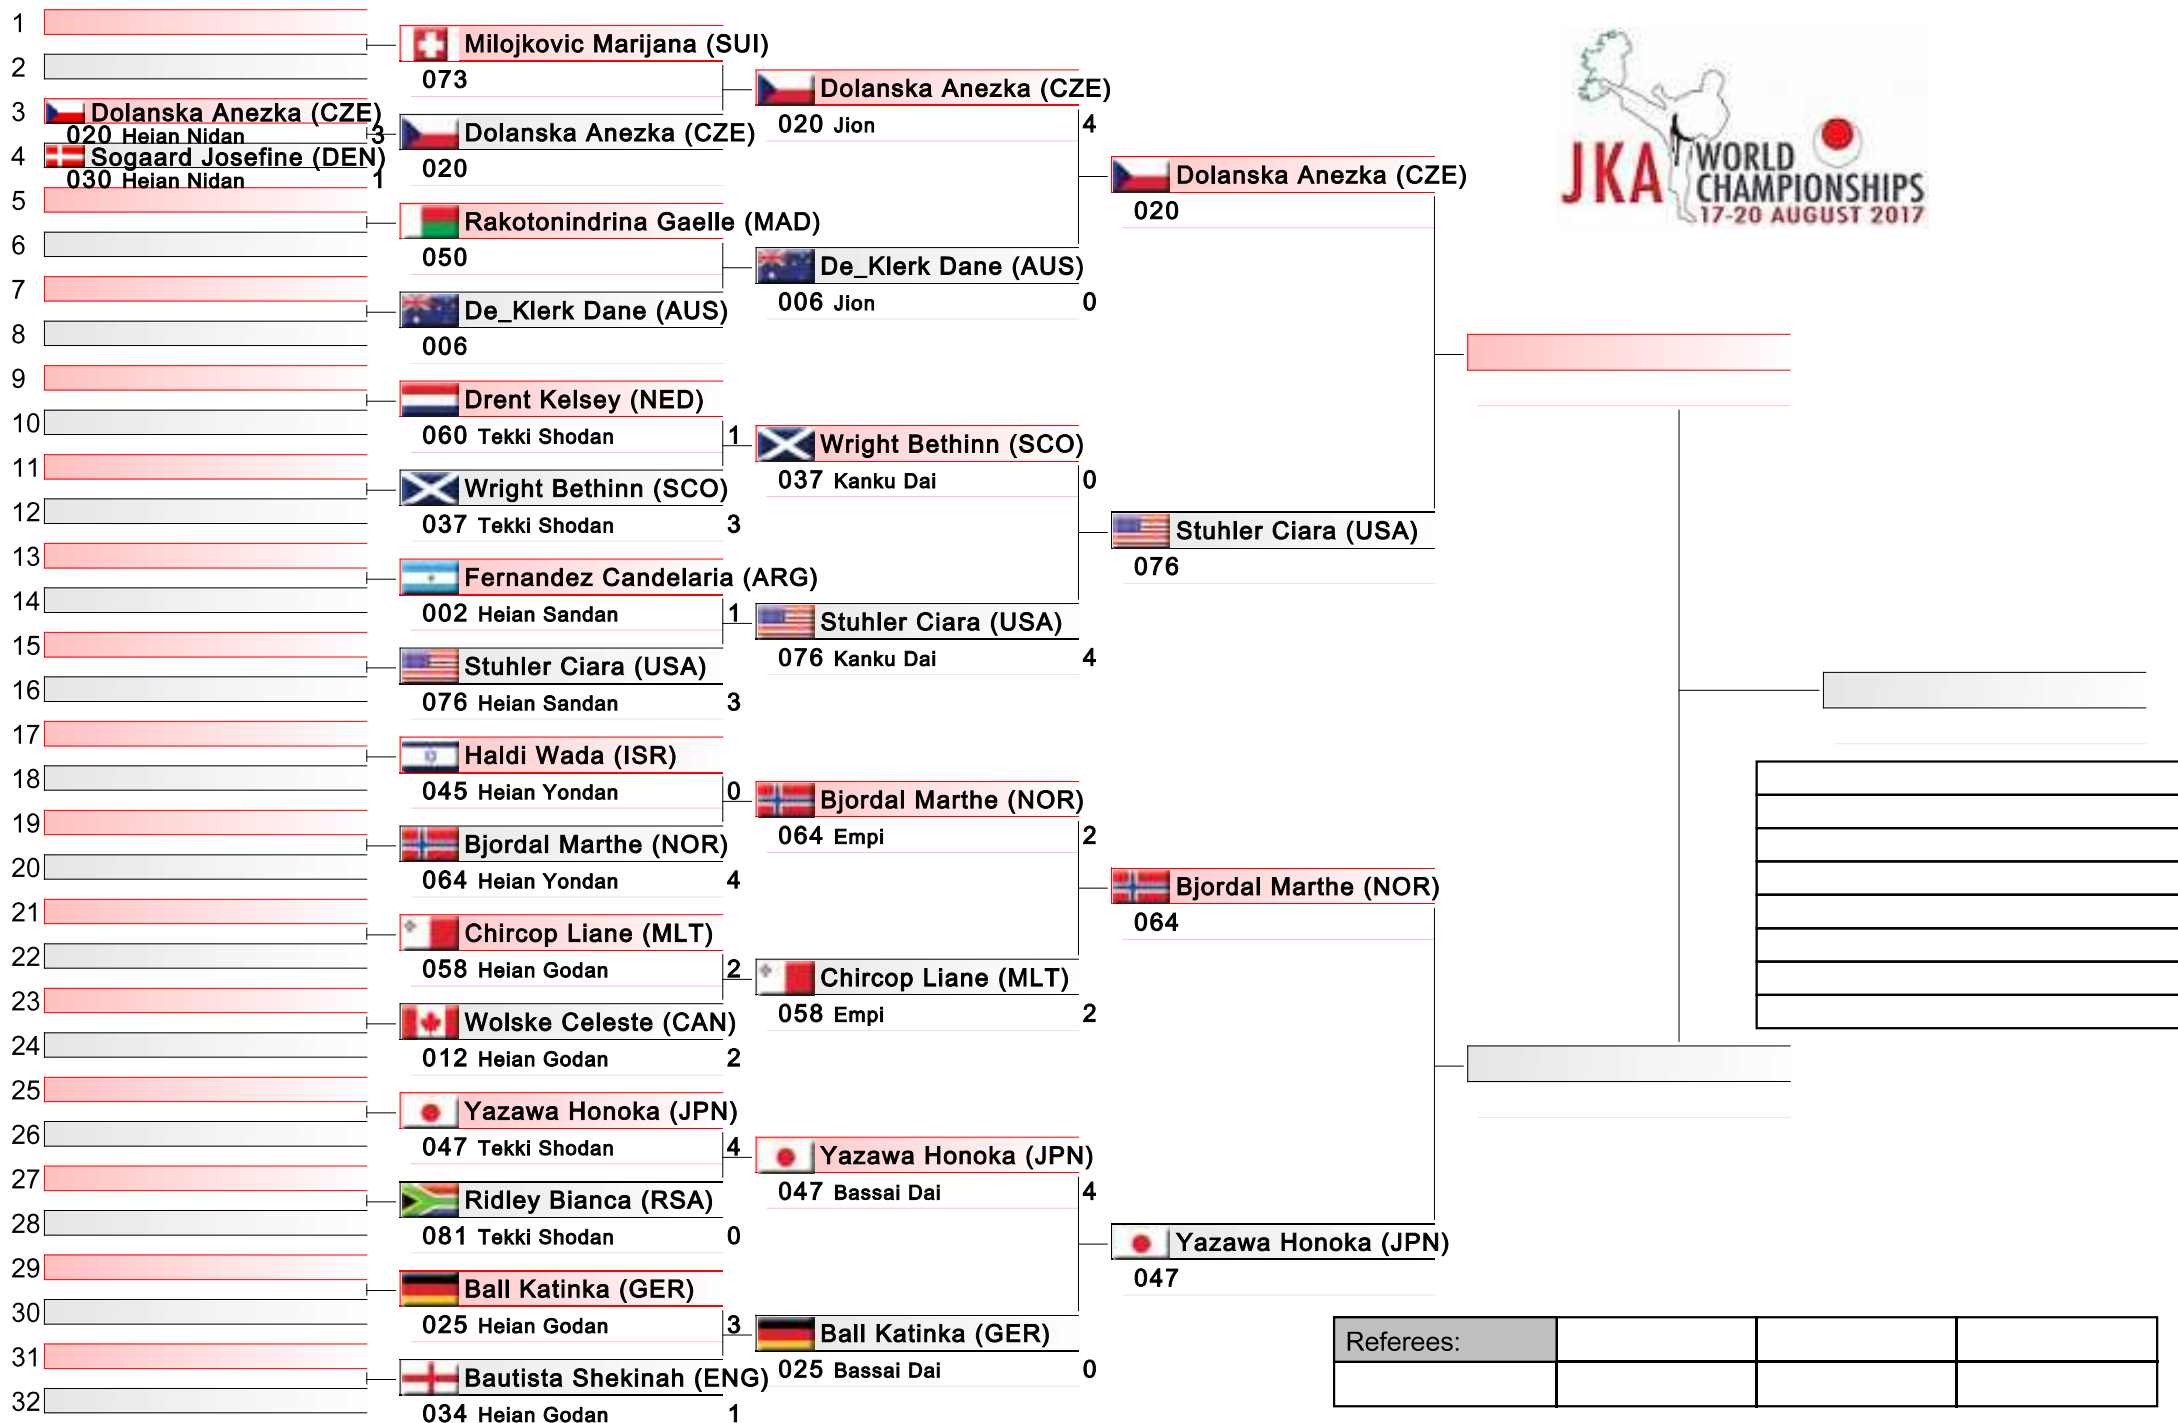 1
2
3
Dolanska Anezka (CZE)
020 Heian Nidan 3
4
Sogaard Josefine (DEN)
030 Heian Nidan 1
5
6
7
8
9
10
11
12
13
14
15
16
17
18
19
20
21
22
23
24
25
26
27
28
29
30
31
32
Milojkovic Marijana (SUI)
073
Dolanska Anezka (CZE)
020
Rakotonindrina Gaelle (MAD)
050
De_Klerk Dane (AUS)
006
Drent Kelsey (NED)
060 Tekki Shodan 1
Wright Bethinn (SCO)
037 Tekki Shodan 3
Fernandez Candelaria (ARG)
002 Heian Sandan 1
Stuhler Ciara (USA)
076 Heian Sandan 3
Haldi Wada (ISR)
045 Heian Yondan 0
Bjordal Marthe (NOR)
064 Heian Yondan 4
Chircop Liane (MLT)
058 Heian Godan 2
Wolske Celeste (CAN)
012 Heian Godan 2
Yazawa Honoka (JPN)
047 Tekki Shodan 4
Ridley Bianca (RSA)
081 Tekki Shodan 0
Ball Katinka (GER)
025 Heian Godan 3
Bautista Shekinah (ENG)
034 Heian Godan 1
Dolanska Anezka (CZE)
020 Jion 4
De_Klerk Dane (AUS)
006 Jion 0
Wright Bethinn (SCO)
037 Kanku Dai 0
Stuhler Ciara (USA)
076 Kanku Dai 4
Bjordal Marthe (NOR)
064 Empi 2
Chircop Liane (MLT)
058 Empi 2
Yazawa Honoka (JPN)
047 Bassai Dai 4
Ball Katinka (GER)
025 Bassai Dai 0
Dolanska Anezka (CZE)
020
Stuhler Ciara (USA)
076
Bjordal Marthe (NOR)
064
Yazawa Honoka (JPN)
047
JKA WORLD
CHAMPIONSHIPS
17-20 AUGUST 2017
Referees: